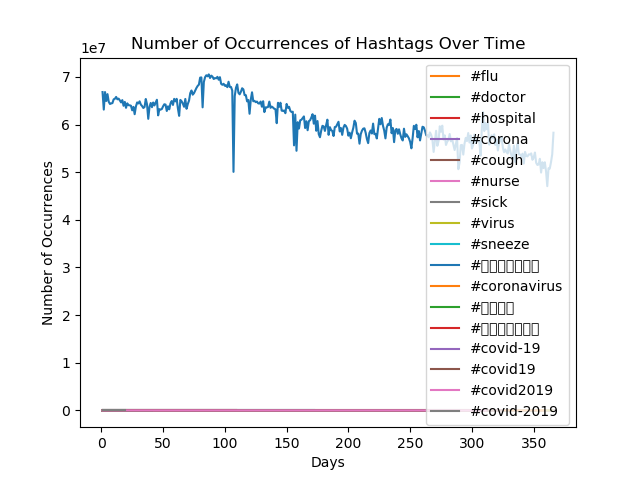 Number of Occurrences of Hashtags Over Time
1e7
7
6
5
4
3
2
1
0
Number of Occurrences
0 50 100 150 200 250 300 350
Days
#flu
#doctor
#hospital
#corona
#cough
#nurse
#sick
#virus
#sneeze
#▯▯▯▯▯▯▯
#coronavirus
#▯▯▯▯
#▯▯▯▯▯▯▯
#covid-19
#covid19
#covid2019
#covid-2019